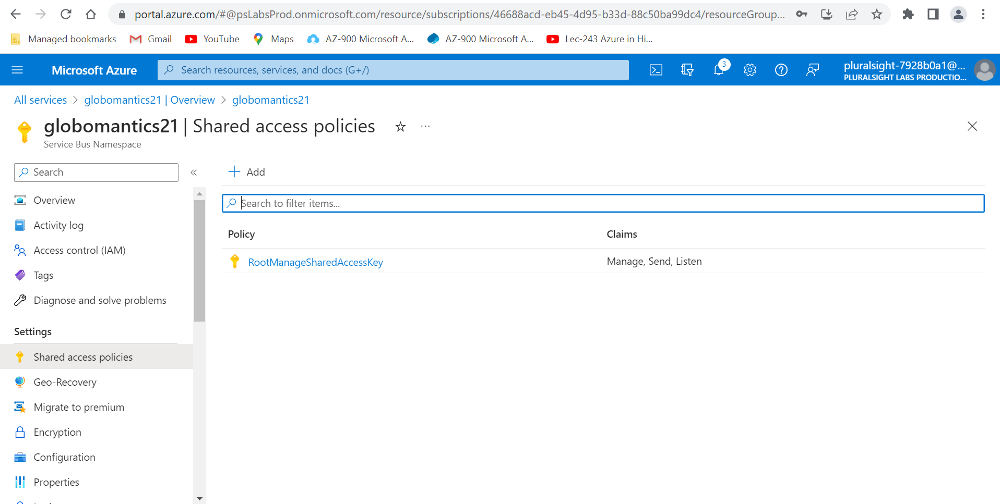 portal.azure.com/#@psLabsProd.onmicrosoft.com/resource/subscriptions/46688acd-eb45-4d95-b33d-88c50ba99dc4/resourceGroup...
Managed bookmarks Gmail YouTube Maps AZ-900 Microsoft A... AZ-900 Microsoft A... Lec-243 Azure in Hi...
Microsoft Azure Search resources, services, and docs (G+/) 3 pluralsight-7928b0a1@...
PLURALSIGHT LABS PRODUCTIO...
All services > globomantics21 | Overview > globomantics21
globomantics21 | Shared access policies ☆ ...
Service Bus Namespace
Search «
+ Add
Search to filter items...
Policy Claims
RootManageSharedAccessKey Manage, Send, Listen
Overview
Activity log
Access control (IAM)
Tags
Diagnose and solve problems
Settings
Shared access policies
Geo-Recovery
Migrate to premium
Encryption
Configuration
Properties